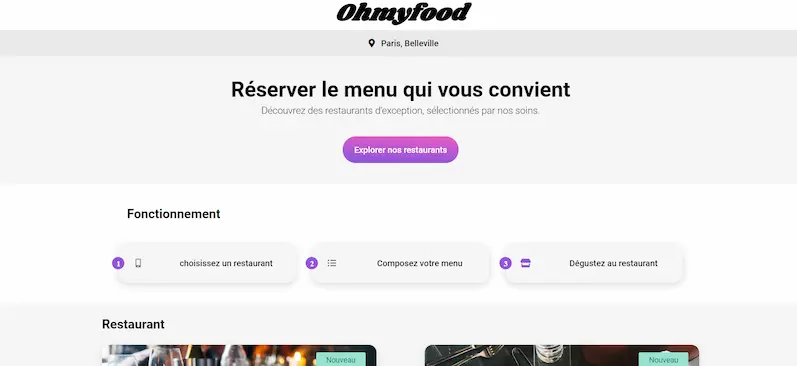 Ohmyfood
Paris, Belleville
Réserver le menu qui vous convient
Découvrez des restaurants d'exception, sélectionnés par nos soins.
Explorer nos restaurants
Fonctionnement
1 choisissez un restaurant
2 Composez votre menu
3 Dégustez au restaurant
Restaurant
Nouveau
Nouveau